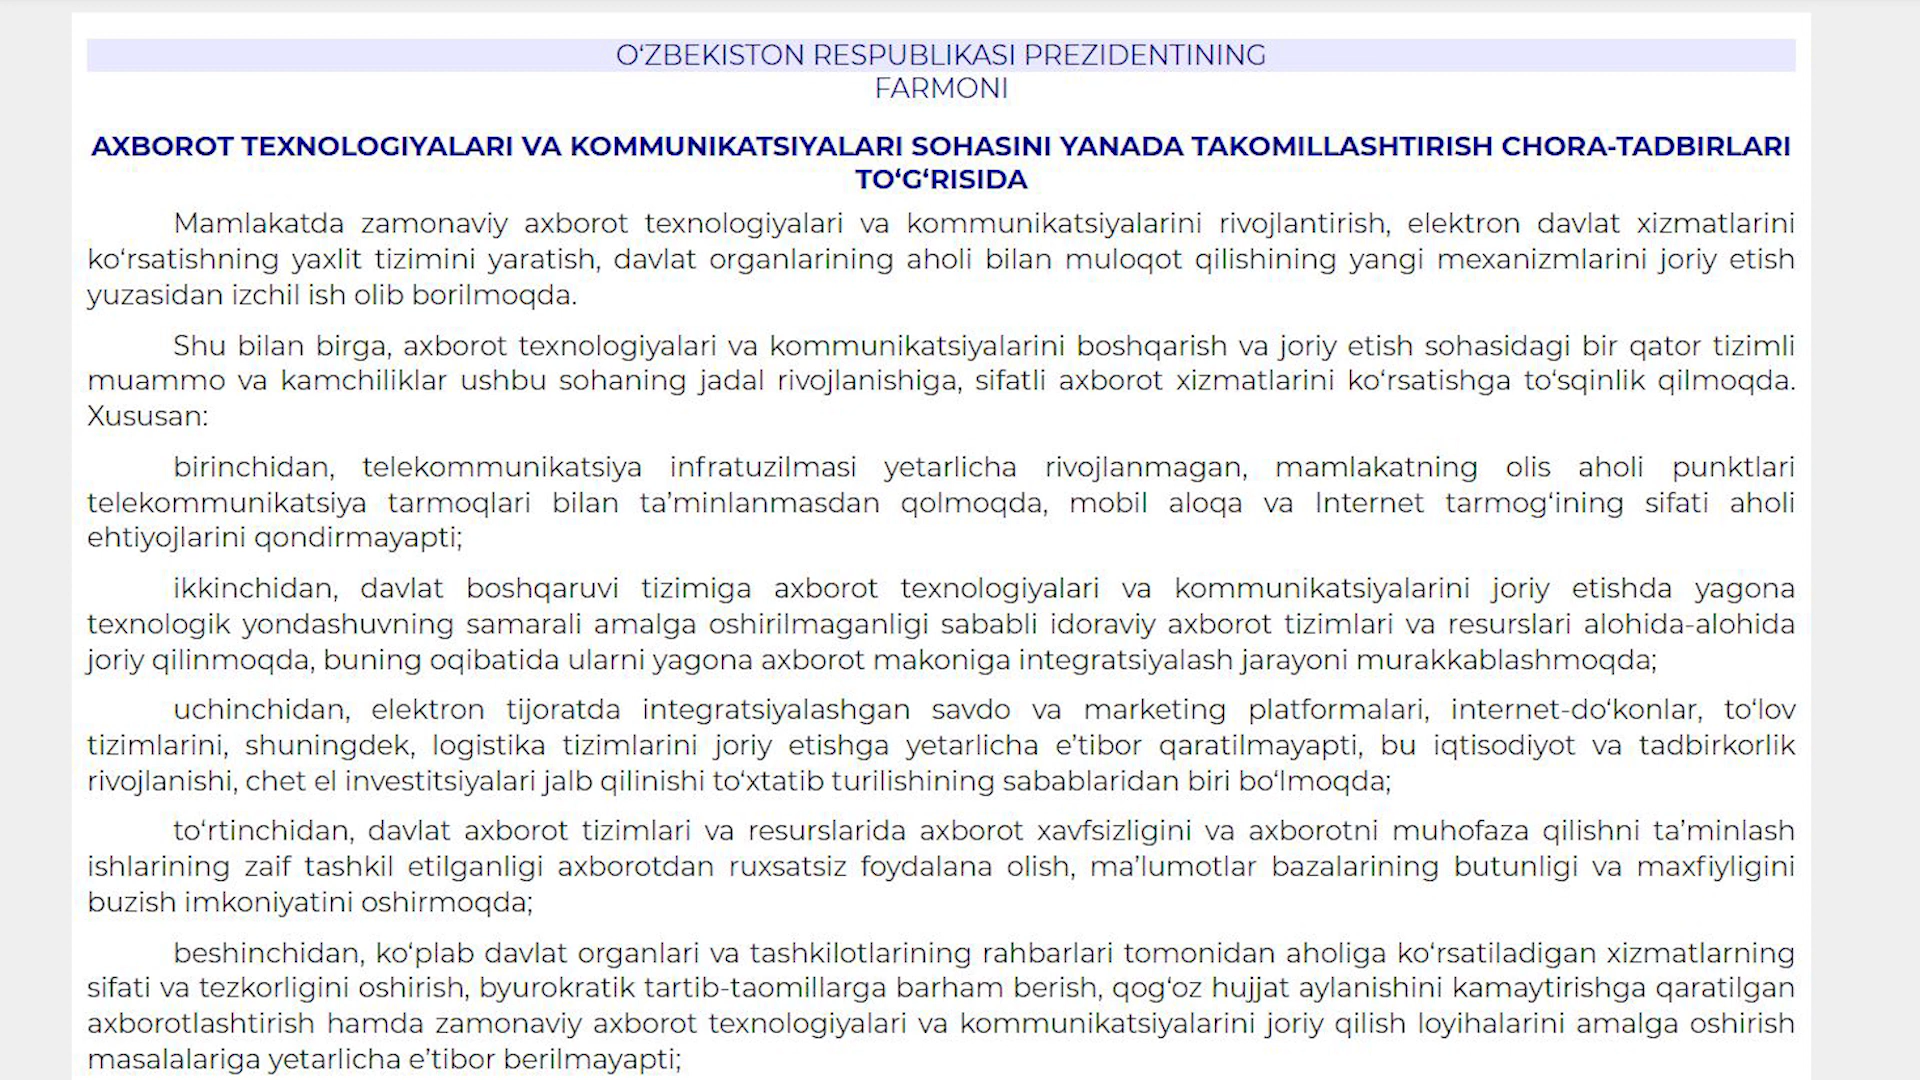 O‘ZBEKISTON RESPUBLIKASI PREZIDENTINING
FARMONI
AXBOROT TEXNOLOGIYALARI VA KOMMUNIKATSIYALARI SOHASINI YANADA TAKOMILLASHTIRISH CHORA-TADBIRLARI
TO‘G‘RISIDA
Mamlakatda zamonaviy axborot texnologiyalari va kommunikatsiyalarini rivojlantirish, elektron davlat xizmatlarini
ko‘rsatishning yaxlit tizimini yaratish, davlat organlarining aholi bilan muloqot qilishining yangi mexanizmlarini joriy etish
yuzasidan izchil ish olib borilmoqda.
Shu bilan birga, axborot texnologiyalari va kommunikatsiyalarini boshqarish va joriy etish sohasidagi bir qator tizimli
muammo va kamchiliklar ushbu sohaning jadal rivojlanishiga, sifatli axborot xizmatlarini ko‘rsatishga to‘sqinlik qilmoqda.
Xususan:
birinchidan, telekommunikatsiya infratuzilmasi yetarlicha rivojlanmagan, mamlakatning olis aholi punktlari
telekommunikatsiya tarmoqlari bilan ta’minlanmasdan qolmoqda, mobil aloqa va Internet tarmog‘ining sifati aholi
ehtiyojlarini qondirmayapti;
ikkinchidan, davlat boshqaruvi tizimiga axborot texnologiyalari va kommunikatsiyalarini joriy etishda yagona
texnologik yondashuvning samarali amalga oshirilmaganligi sababli idoraviy axborot tizimlari va resurslari alohida-alohida
joriy qilinmoqda, buning oqibatida ularni yagona axborot makoniga integratsiyalash jarayoni murakkablashmoqda;
uchinchidan, elektron tijoratda integratsiyalashgan savdo va marketing platformalari, internet-do‘konlar, to‘lov
tizimlarini, shuningdek, logistika tizimlarini joriy etishga yetarlicha e’tibor qaratilmayapti, bu iqtisodiyot va tadbirkorlik
rivojlanishi, chet el investitsiyalari jalb qilinishi to‘xtatib turilishining sabablaridan biri bo‘lmoqda;
to‘rtinchidan, davlat axborot tizimlari va resurslarida axborot xavfsizligini va axborotni muhofaza qilishni ta’minlash
ishlarining zaif tashkil etilganligi axborotdan ruxsatsiz foydalana olish, ma’lumotlar bazalarining butunligi va maxfiyligini
buzish imkoniyatini oshirmoqda;
beshinchidan, ko‘plab davlat organlari va tashkilotlarining rahbarlari tomonidan aholiga ko‘rsatiladigan xizmatlarning
sifati va tezkorligini oshirish, byurokratik tartib-taomillarga barham berish, qog‘oz hujjat aylanishini kamaytirishga qaratilgan
axborotlashtirish hamda zamonaviy axborot texnologiyalari va kommunikatsiyalarini joriy qilish loyihalarini amalga oshirish
masalalariga yetarlicha e’tibor berilmayapti;